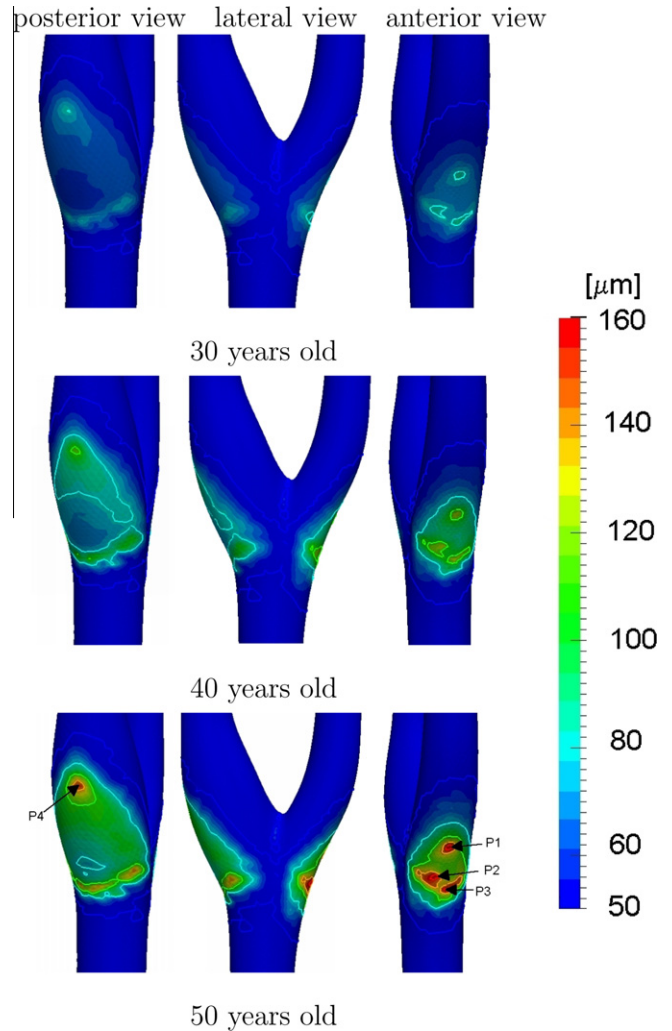 posterior view lateral view anterior view
30 years old
[μm]
160
140
120
100
80
60
50
40 years old
P4
P1
P2
P3
50 years old